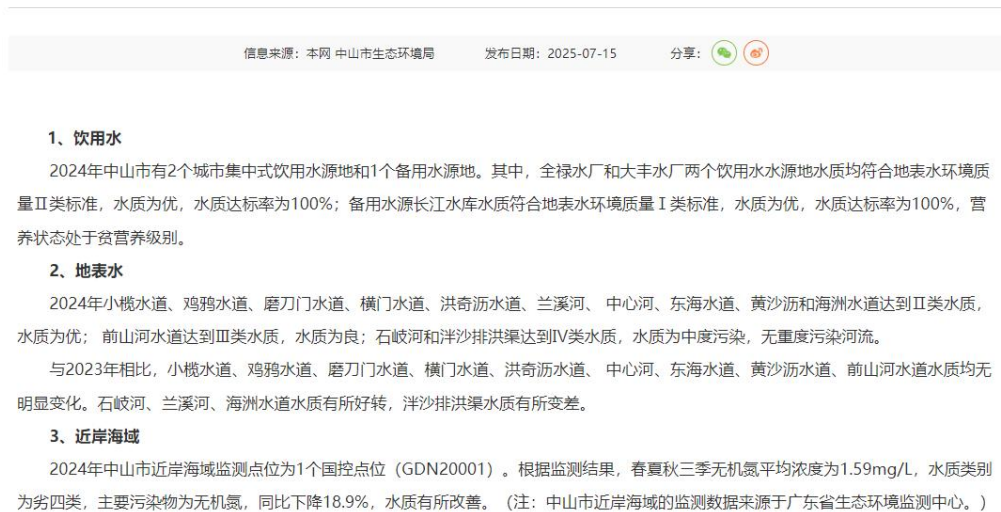 信息来源：本网 中山市生态环境局 发布日期：2025-07-15 分享：
1、饮用水
2024年中山市有2个城市集中式饮用水源地和1个备用水源地。其中，全禄水厂和大丰水厂两个饮用水水源地水质均符合地表水环境质
量Ⅱ类标准，水质为优，水质达标率为100%；备用水源长江水库水质符合地表水环境质量Ⅰ类标准，水质为优，水质达标率为100%，营
养状态处于贫营养级别。
2、地表水
2024年小榄水道、鸡鸦水道、磨刀门水道、横门水道、洪奇沥水道、兰溪河、 中心河、东海水道、黄沙沥和海洲水道达到Ⅱ类水质，
水质为优； 前山河水道达到Ⅲ类水质，水质为良；石岐河和泮沙排洪渠达到Ⅳ类水质，水质为中度污染，无重度污染河流。
与2023年相比，小榄水道、鸡鸦水道、磨刀门水道、横门水道、洪奇沥水道、 中心河、东海水道、黄沙沥水道、前山河水道水质均无
明显变化。石岐河、兰溪河、海洲水道水质有所好转，泮沙排洪渠水质有所变差。
3、近岸海域
2024年中山市近岸海域监测点位为1个国控点位（GDN20001）。根据监测结果，春夏秋三季无机氮平均浓度为1.59mg/L，水质类别
为劣四类，主要污染物为无机氮，同比下降18.9%，水质有所改善。（注：中山市近岸海域的监测数据来源于广东省生态环境监测中心。）